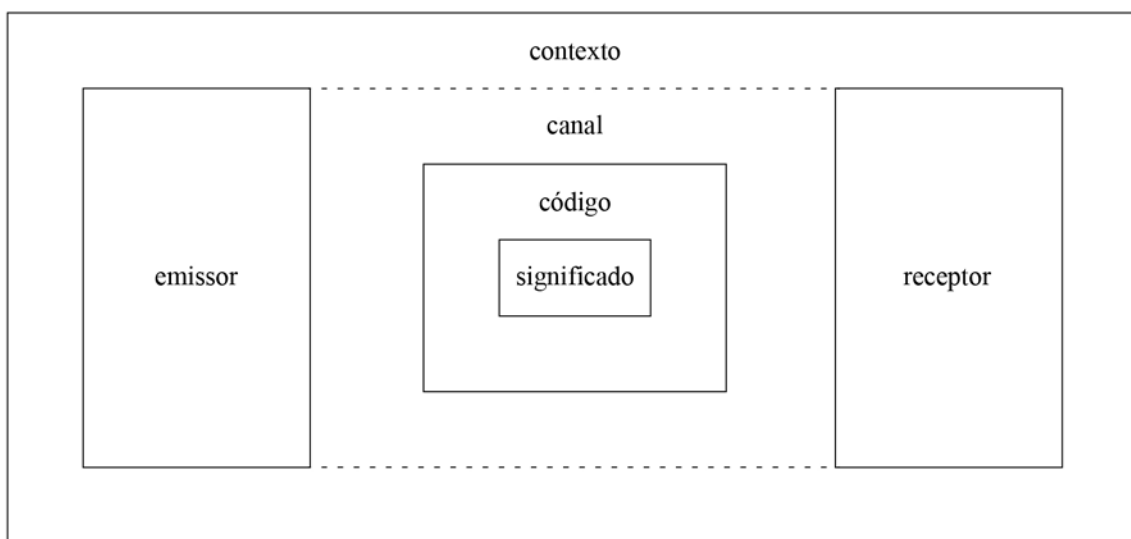 contexto
canal
código
emissor
significado
receptor